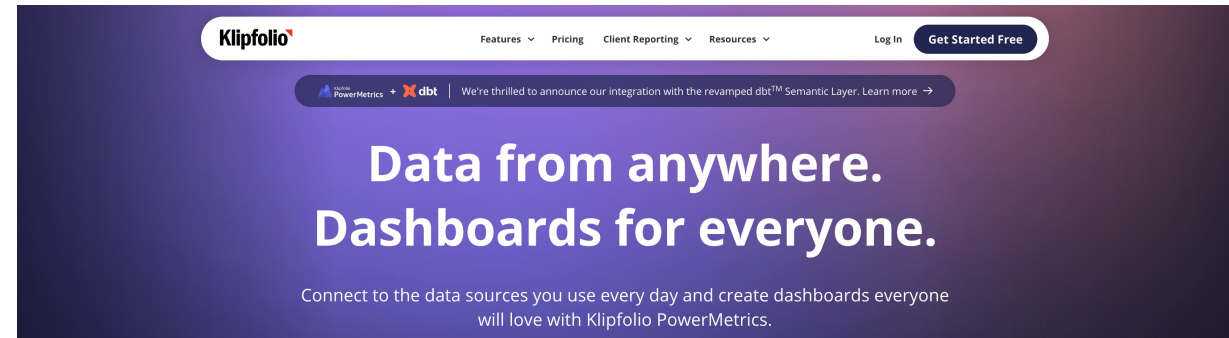 Klipfolio
Features
Pricing
Client Reporting
Resources
Log In
Get Started Free
Klipfolio
PowerMetrics + dbt | We're thrilled to announce our integration with the revamped dbt™ Semantic Layer. Learn more →
Data from anywhere.
Dashboards for everyone.
Connect to the data sources you use every day and create dashboards everyone
will love with Klipfolio PowerMetrics.